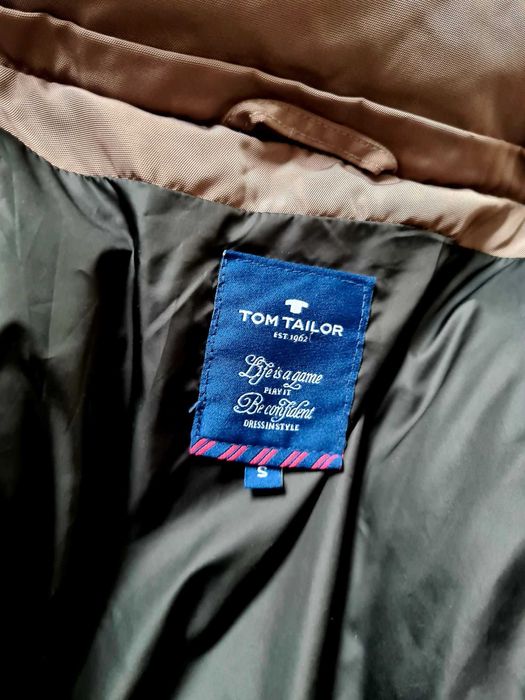 TOM TAILOR
EST. 1962
Life is a game
PLAY IT
Be confident
DRESS IN STYLE
S